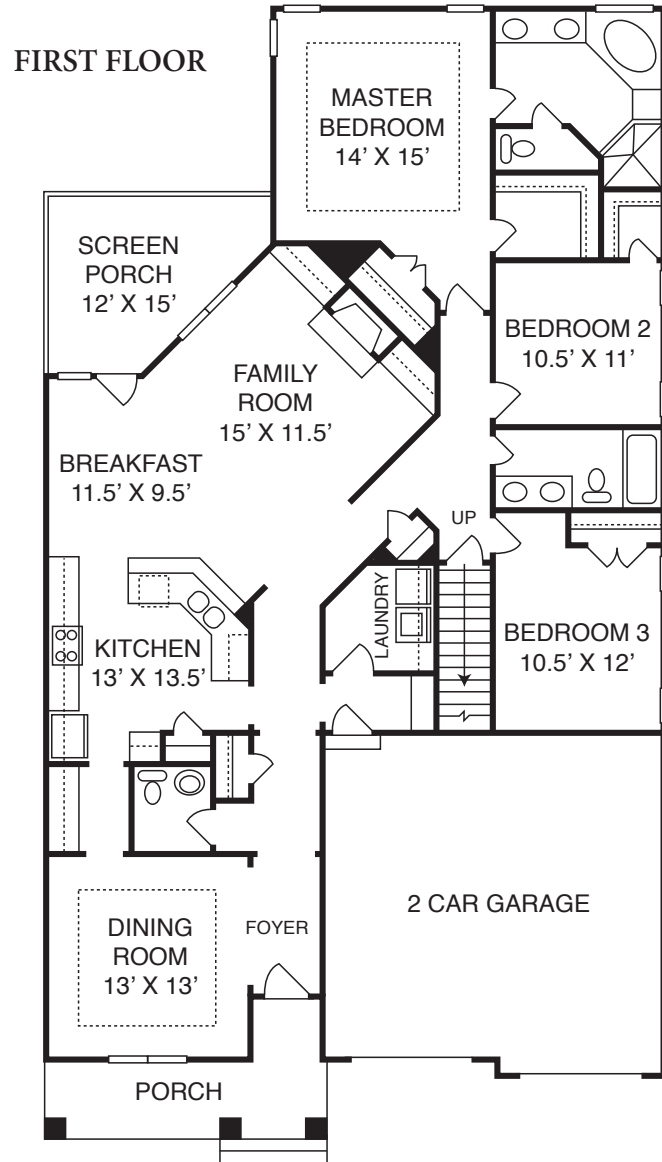 FIRST FLOOR
MASTER
BEDROOM
14’ X 15’
SCREEN
PORCH
12’ X 15’
BEDROOM 2
10.5’ X 11’
FAMILY
ROOM
15’ X 11.5’
BREAKFAST
11.5’ X 9.5’
UP
LAUNDRY
KITCHEN
13’ X 13.5’
BEDROOM 3
10.5’ X 12’
2 CAR GARAGE
DINING
ROOM
13’ X 13’
FOYER
PORCH